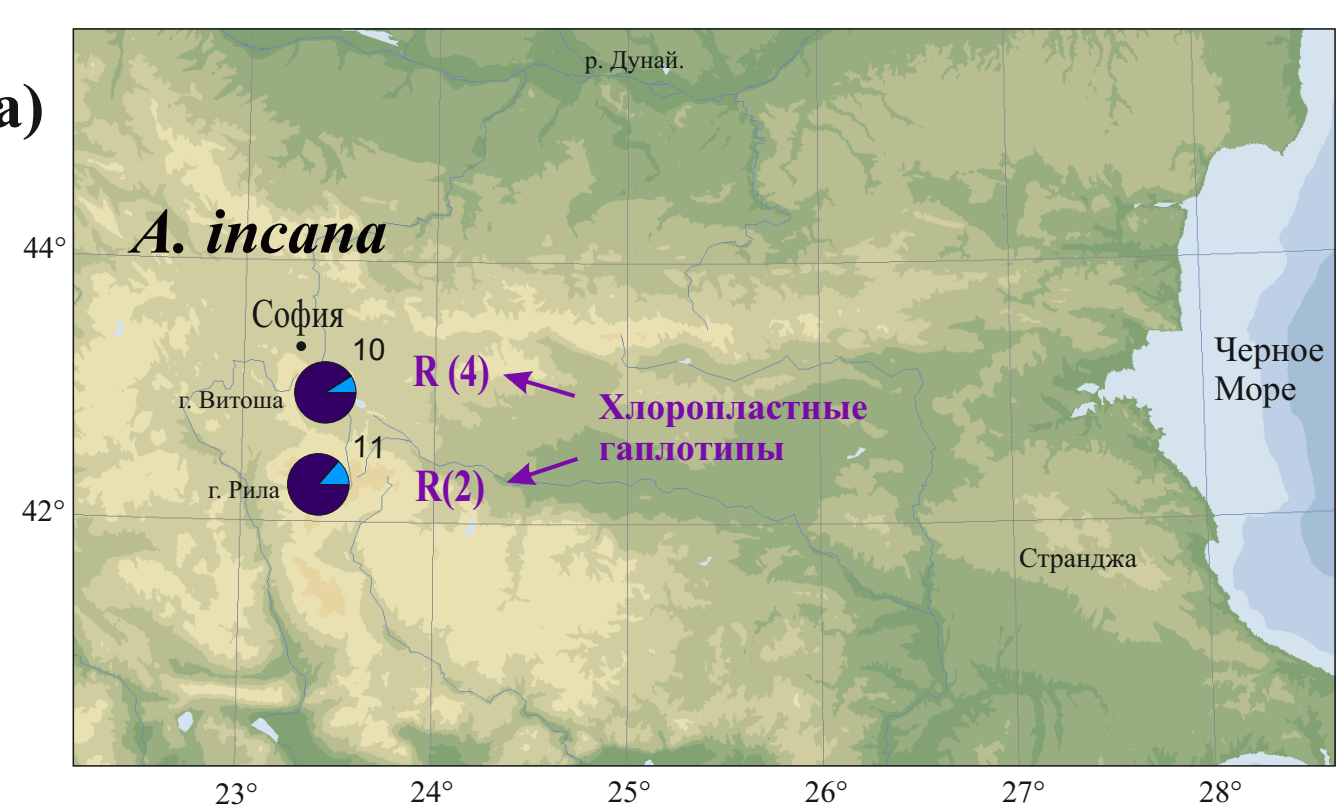 а)
р. Дунай.
A. incana
44°
София
10
R (4)
Черное
Море
г. Витоша
Хлоропластные
гаплотипы
11
г. Рила
R(2)
42°
Странджа
23°
24°
25°
26°
27°
28°